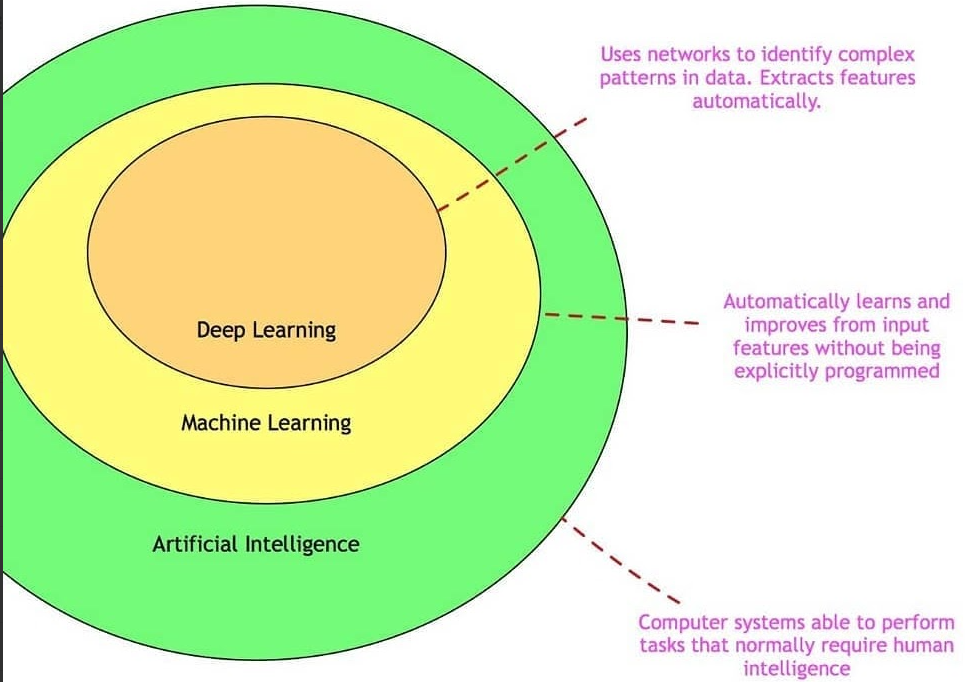 Uses networks to identify complex
patterns in data. Extracts features
automatically.
Deep Learning
Automatically learns and
improves from input
features without being
explicitly programmed
Machine Learning
Artificial Intelligence
Computer systems able to perform
tasks that normally require human
intelligence